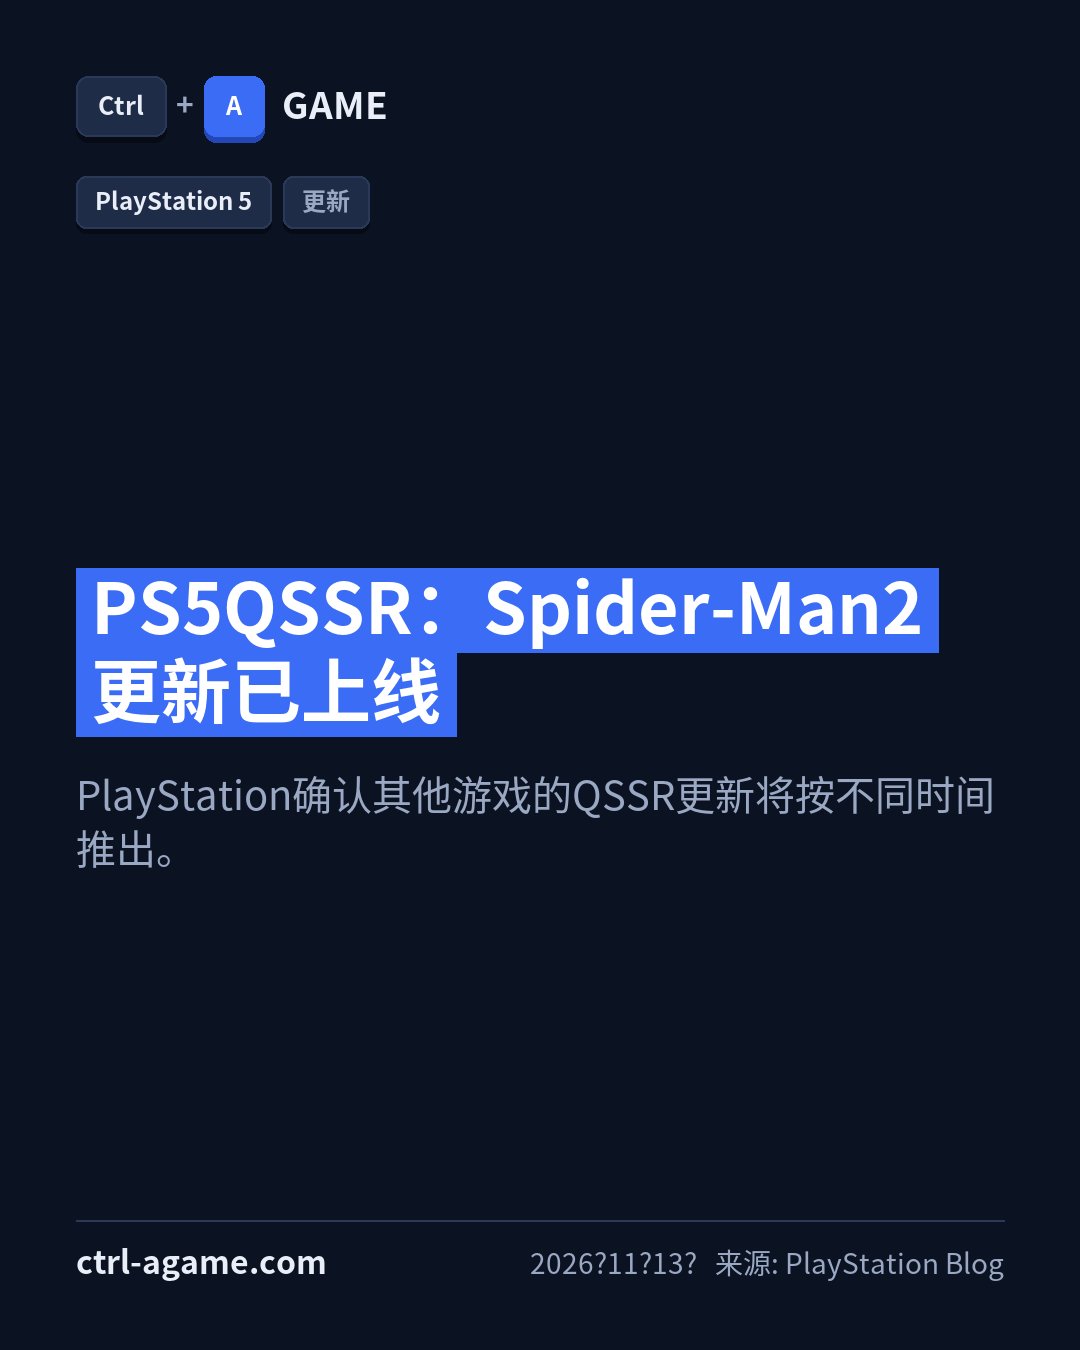 Ctrl + A GAME
PlayStation 5 更新
PS5QSSR：Spider-Man2
更新已上线
PlayStation确认其他游戏的QSSR更新将按不同时间
推出。
ctrl-agame.com 2026?11?13? 来源: PlayStation Blog